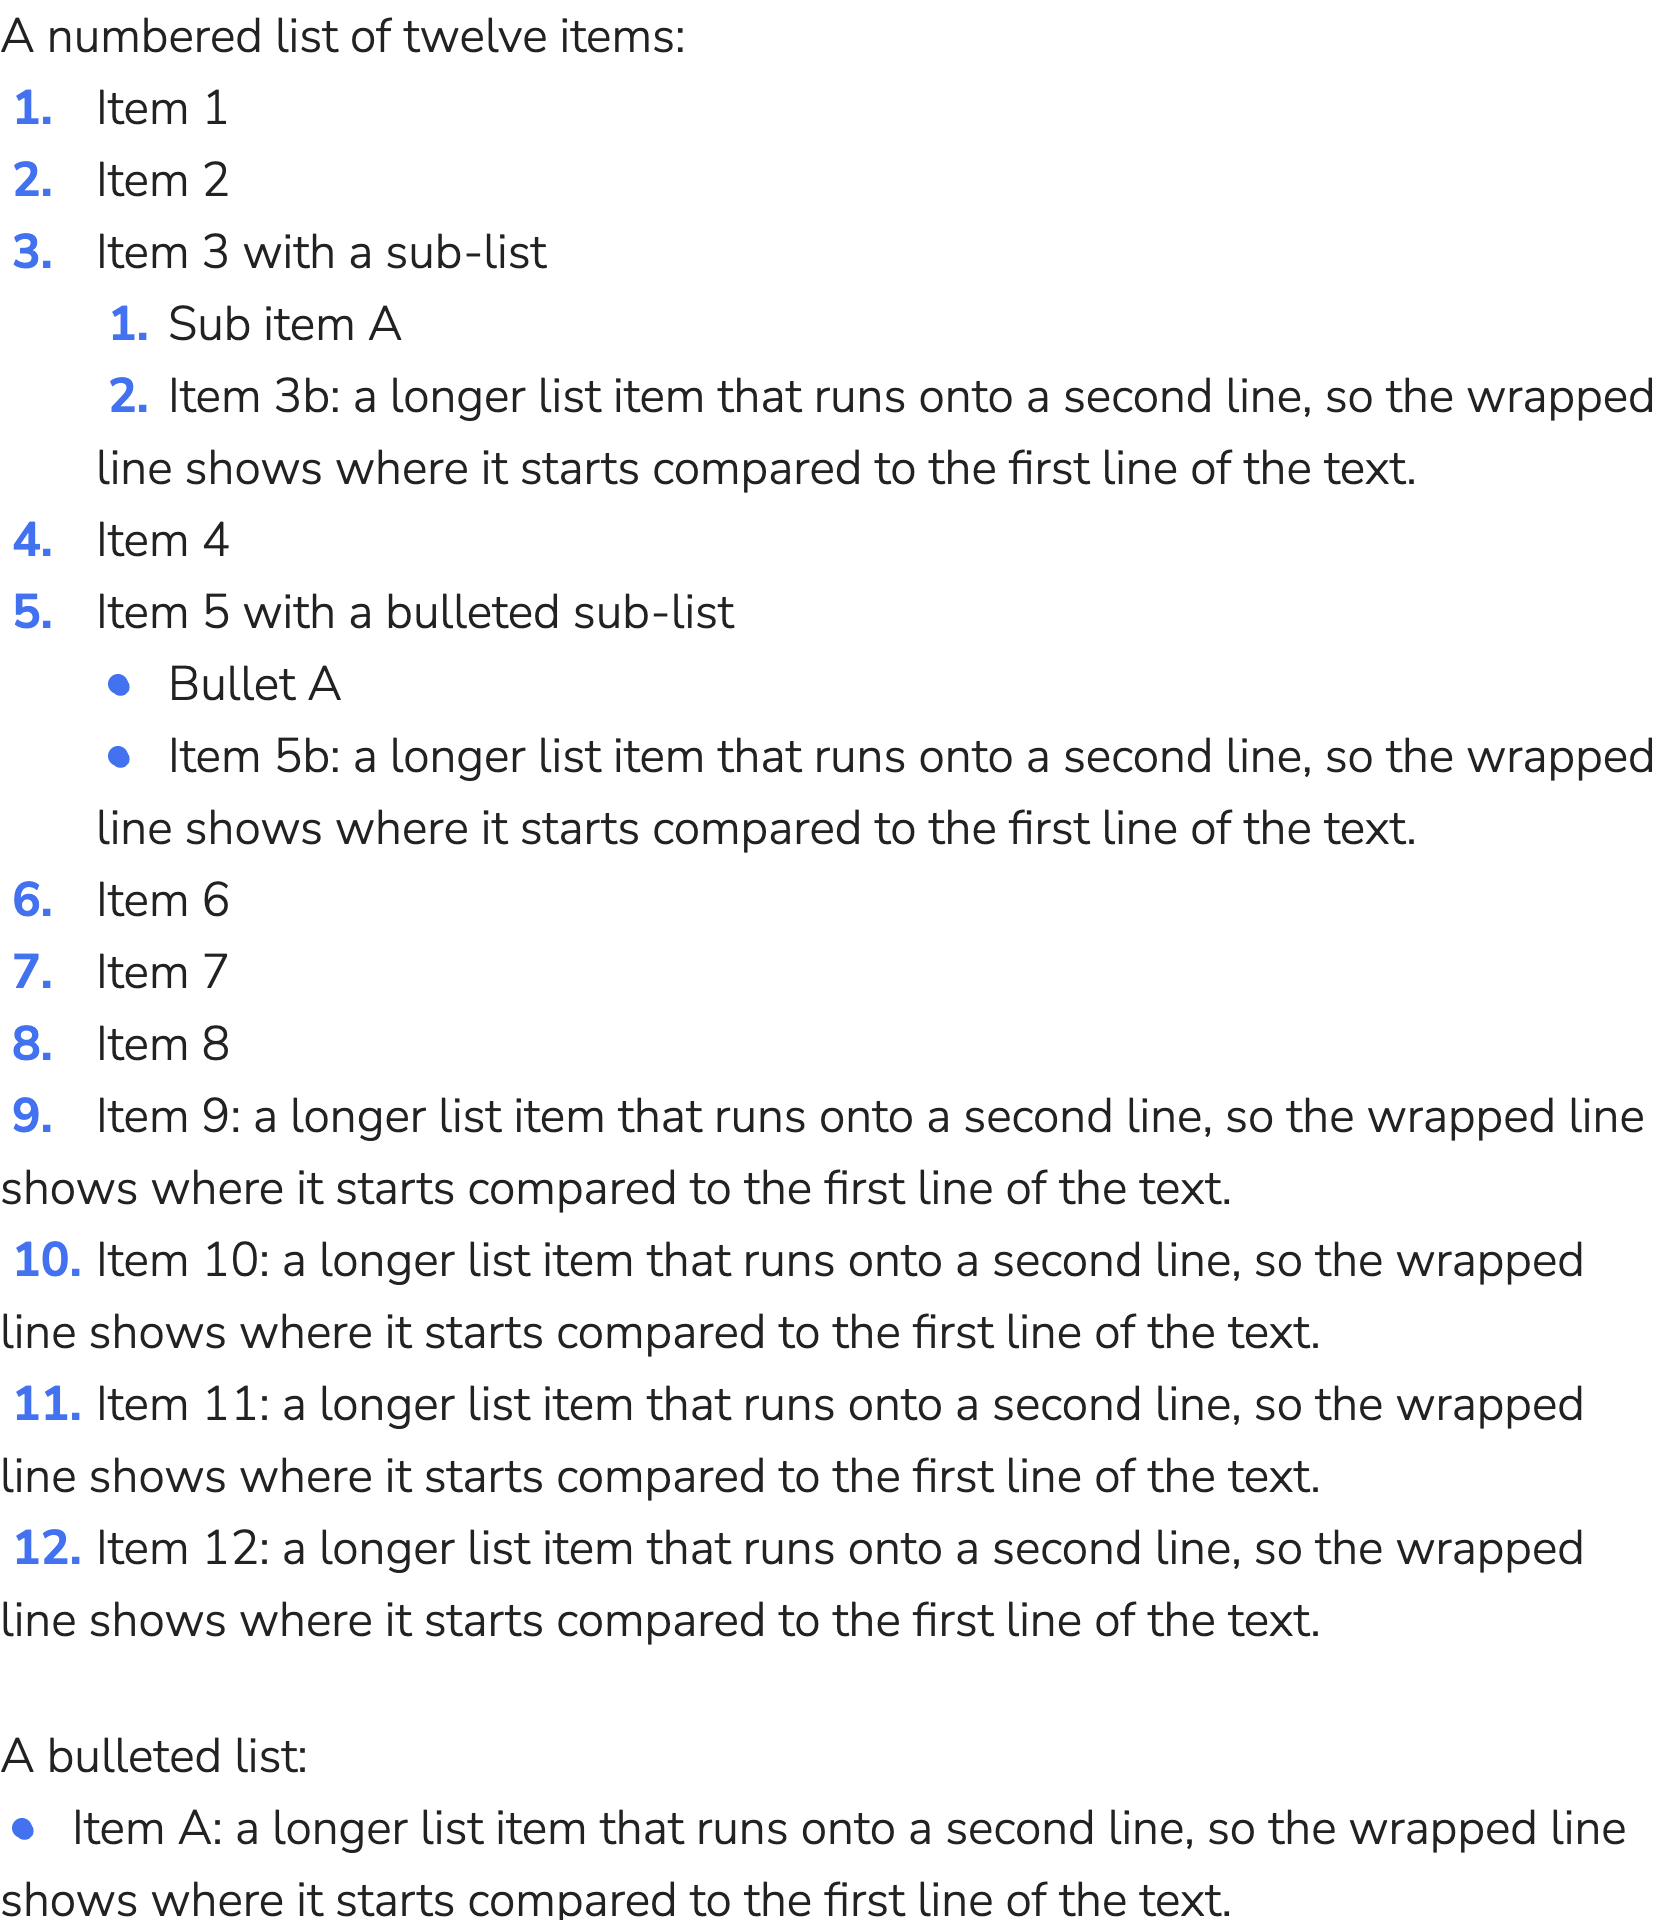 A numbered list of twelve items:
1. Item 1
2. Item 2
3. Item 3 with a sub-list
1. Sub item A
2. Item 3b: a longer list item that runs onto a second line, so the wrapped
line shows where it starts compared to the first line of the text.
4. Item 4
5. Item 5 with a bulleted sub-list
● Bullet A
● Item 5b: a longer list item that runs onto a second line, so the wrapped
line shows where it starts compared to the first line of the text.
6. Item 6
7. Item 7
8. Item 8
9. Item 9: a longer list item that runs onto a second line, so the wrapped line
shows where it starts compared to the first line of the text.
10. Item 10: a longer list item that runs onto a second line, so the wrapped
line shows where it starts compared to the first line of the text.
11. Item 11: a longer list item that runs onto a second line, so the wrapped
line shows where it starts compared to the first line of the text.
12. Item 12: a longer list item that runs onto a second line, so the wrapped
line shows where it starts compared to the first line of the text.
A bulleted list:
● Item A: a longer list item that runs onto a second line, so the wrapped line
shows where it starts compared to the first line of the text.